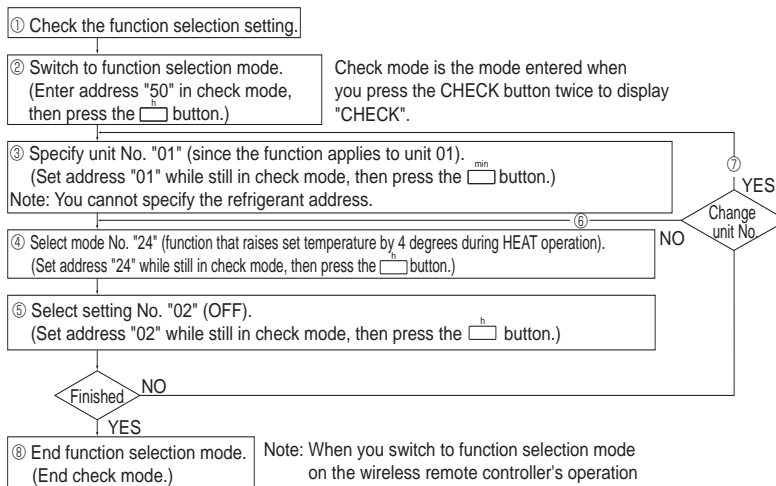 ① Check the function selection setting.
② Switch to function selection mode.
(Enter address "50" in check mode,
then press the h button.)
Check mode is the mode entered when
you press the CHECK button twice to display
"CHECK".
③ Specify unit No. "01" (since the function applies to unit 01).
(Set address "01" while still in check mode, then press the min button.)
Note: You cannot specify the refrigerant address.
⑦
YES
⑥
Change
unit No.
NO
④ Select mode No. "24" (function that raises set temperature by 4 degrees during HEAT operation).
(Set address "24" while still in check mode, then press the h button.)
⑤ Select setting No. "02" (OFF).
(Set address "02" while still in check mode, then press the h button.)
Finished
NO
YES
⑧ End function selection mode.
(End check mode.)
Note: When you switch to function selection mode
on the wireless remote controller's operation